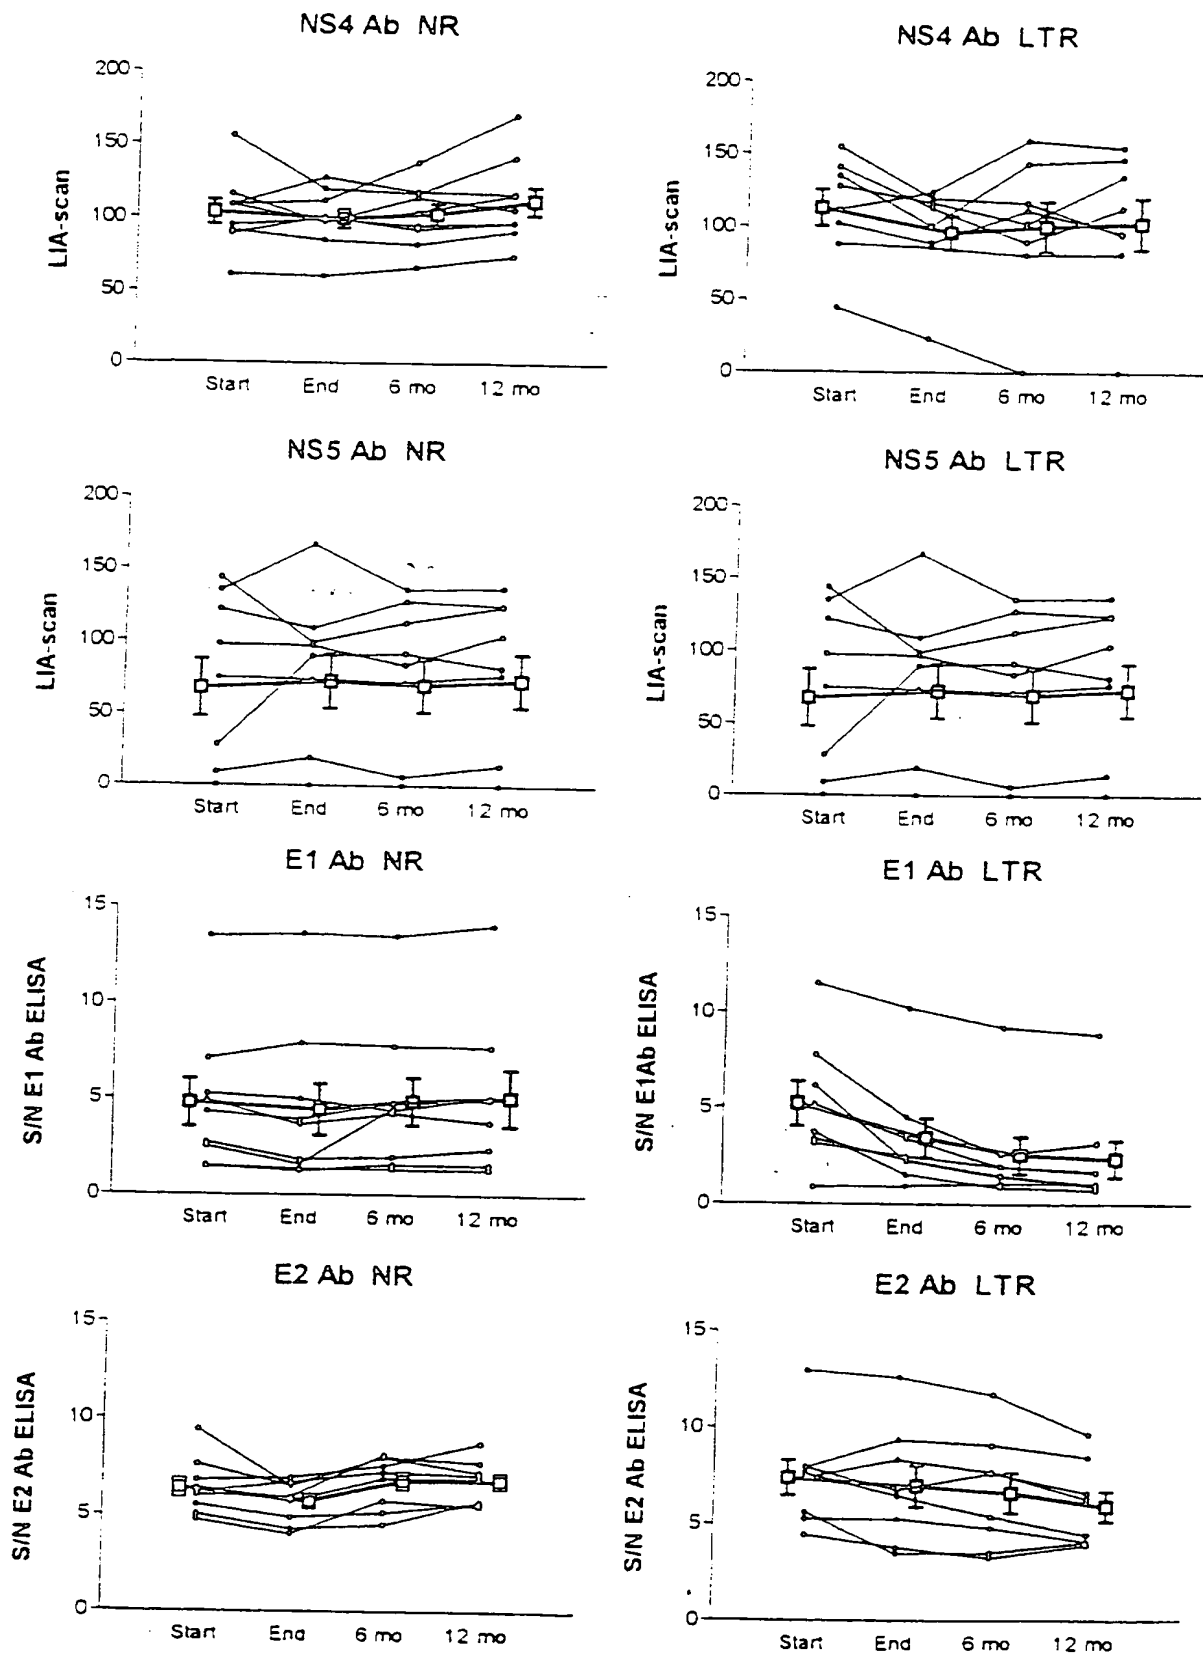 NS4 Ab NR
200
150
100
50
0
LIA-scan
Start End 6 mo 12 mo
NS4 Ab LTR
200
150
100
50
0
LIA-scan
Start End 6 mo 12 mo
NS5 Ab NR
200
150
100
50
0
LIA-scan
Start End 6 mo 12 mo
NS5 Ab LTR
200
150
100
50
0
LIA-scan
Start End 6 mo 12 mo
E1 Ab NR
15
10
5
0
S/N E1 Ab ELISA
Start End 6 mo 12 mo
E1 Ab LTR
15
10
5
0
S/N E1Ab ELISA
Start End 6 mo 12 mo
E2 Ab NR
15
10
5
0
S/N E2 Ab ELISA
Start End 6 mo 12 mo
E2 Ab LTR
15
10
5
0
S/N E2 Ab ELISA
Start End 6 mo 12 mo